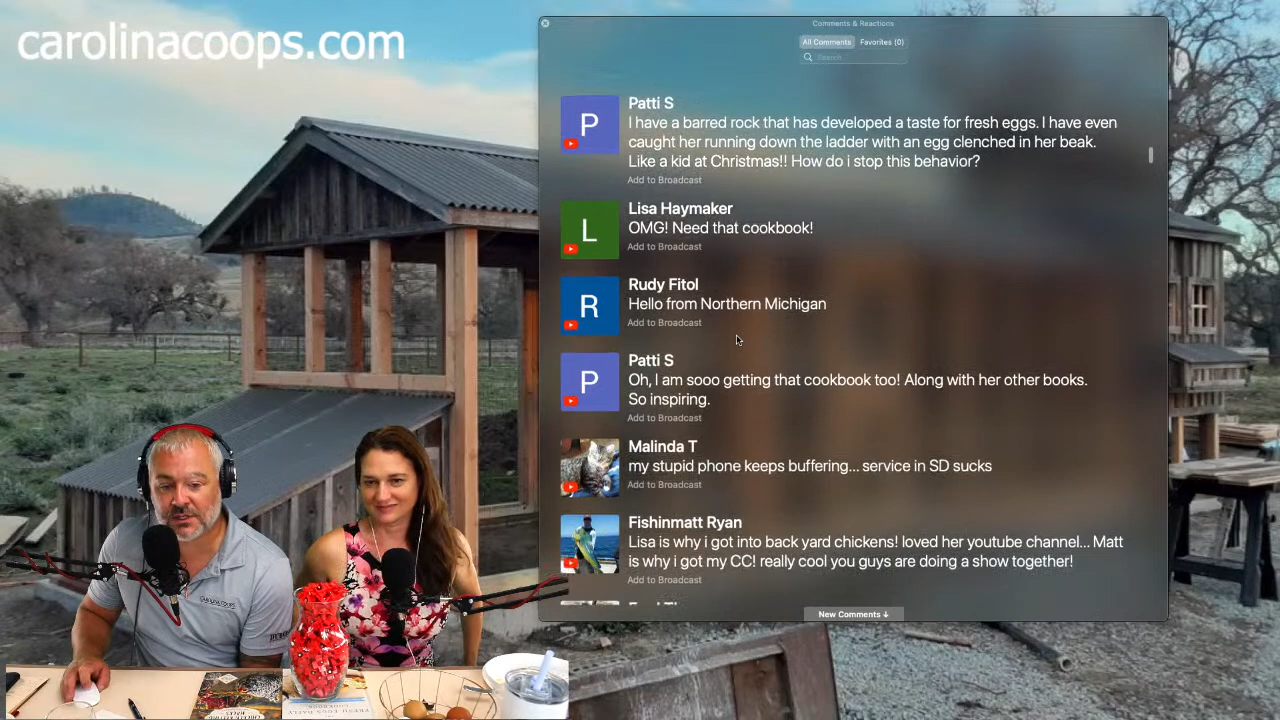 carolinacoops.com
Comments & Reactions
All Comments Favorites (0)
Search
P
Patti S
I have a barred rock that has developed a taste for fresh eggs. I have even
caught her running down the ladder with an egg clenched in her beak.
Like a kid at Christmas!! How do i stop this behavior?
Add to Broadcast
L
Lisa Haymaker
OMG! Need that cookbook!
Add to Broadcast
R
Rudy Fitol
Hello from Northern Michigan
Add to Broadcast
P
Patti S
Oh, I am sooo getting that cookbook too! Along with her other books.
So inspiring.
Add to Broadcast
Malinda T
my stupid phone keeps buffering... service in SD sucks
Add to Broadcast
Fishinmatt Ryan
Lisa is why i got into back yard chickens! loved her youtube channel... Matt
is why i got my CC! really cool you guys are doing a show together!
Add to Broadcast
New Comments ↓
CAROLINA COOPS